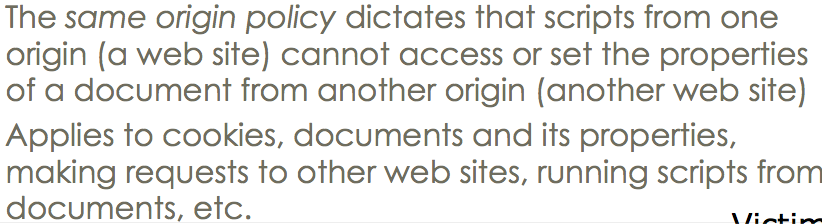 The same origin policy dictates that scripts from one
origin (a web site) cannot access or set the properties
of a document from another origin (another web site)
Applies to cookies, documents and its properties,
making requests to other web sites, running scripts from
documents, etc.